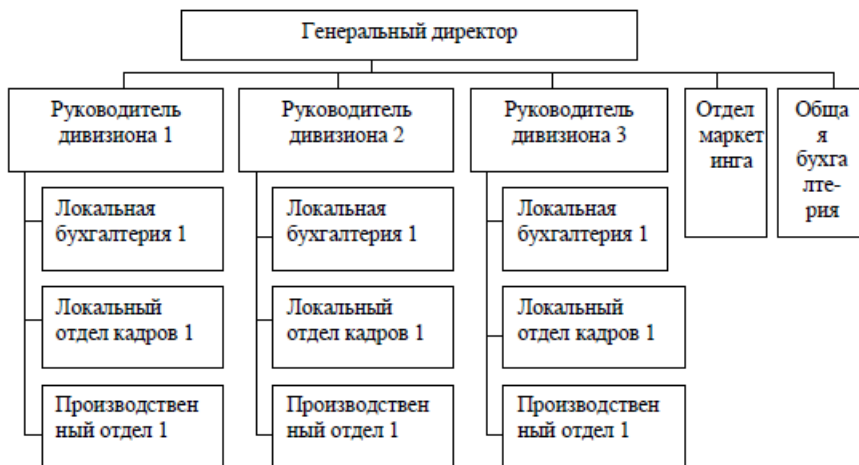 Генеральный директор
Руководитель
дивизиона 1
Руководитель
дивизиона 2
Руководитель
дивизиона 3
Отдел
маркет
инга
Обща
я
бухга
лте-
рия
Локальная
бухгалтерия 1
Локальная
бухгалтерия 1
Локальная
бухгалтерия 1
Локальный
отдел кадров 1
Локальный
отдел кадров 1
Локальный
отдел кадров 1
Производствен
ный отдел 1
Производствен
ный отдел 1
Производствен
ный отдел 1